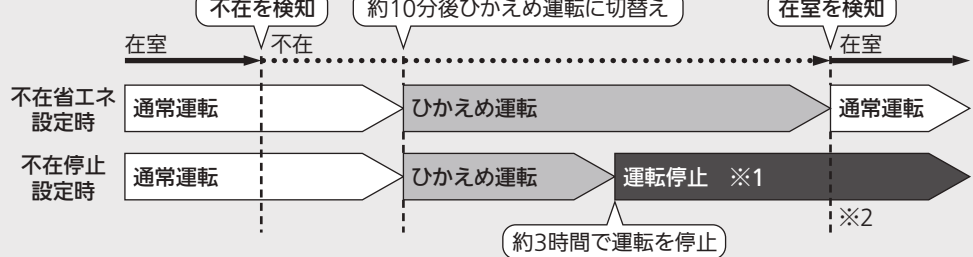 不在を検知
約10分後ひかえめ運転に切替え
在室を検知
在室
不在
在室
不在省エネ
設定時
通常運転
ひかえめ運転
通常運転
不在停止
設定時
通常運転
ひかえめ運転
運転停止 ※1
※2
約3時間で運転を停止